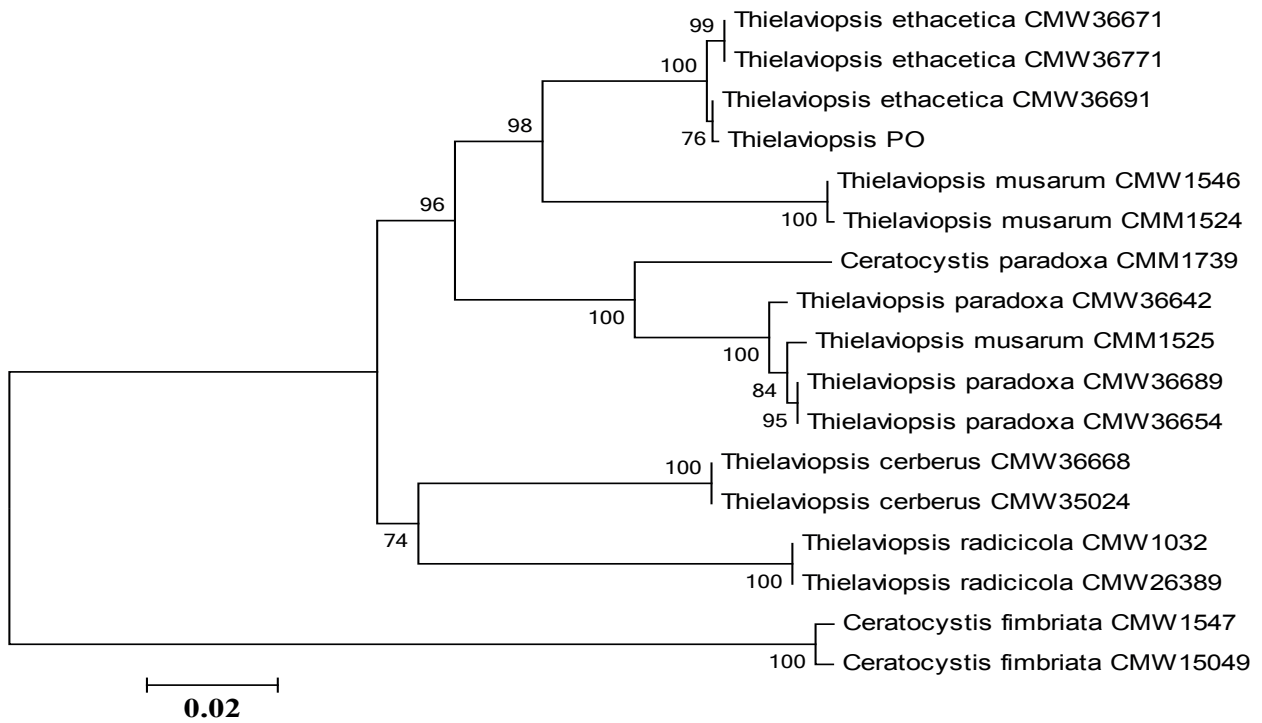 99
Thielaviopsis ethacetica CMW36671
Thielaviopsis ethacetica CMW36771
100
Thielaviopsis ethacetica CMW36691
76
Thielaviopsis PO
98
Thielaviopsis musarum CMW1546
100
Thielaviopsis musarum CMM1524
96
Ceratocystis paradoxa CMM1739
100
Thielaviopsis paradoxa CMW36642
100
Thielaviopsis musarum CMM1525
84
Thielaviopsis paradoxa CMW36689
95
Thielaviopsis paradoxa CMW36654
100
Thielaviopsis cerberus CMW36668
Thielaviopsis cerberus CMW35024
74
Thielaviopsis radicicola CMW1032
100
Thielaviopsis radicicola CMW26389
Ceratocystis fimbriata CMW1547
100
Ceratocystis fimbriata CMW15049
0.02